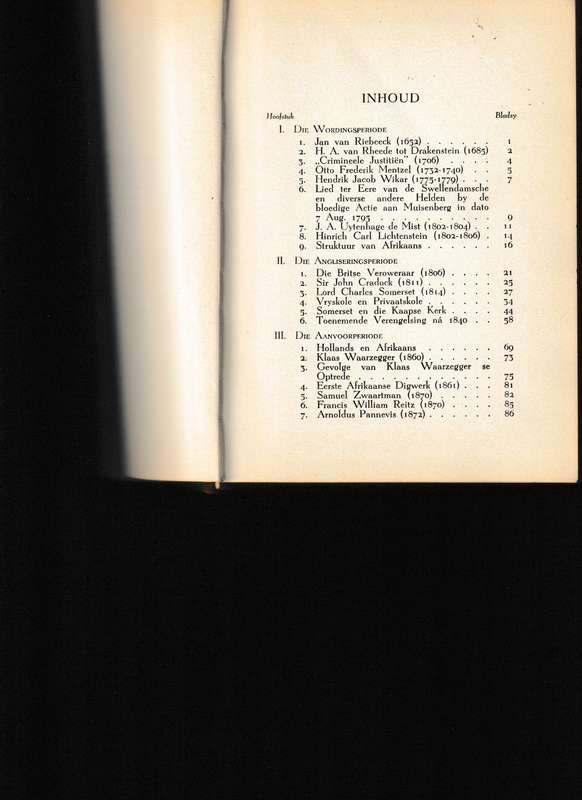 INHOUD
Hoofstuk Bladsy
I. Die Wordingsperiode
1. Jan van Riebeeck (1652) . . . . . . 1
2. H. A. van Rheede tot Drakenstein (1685) 2
3. „Crimineele Justitiën” (1706) . . . . 4
4. Otto Frederik Mentzel (1732-1740) . . 5
5. Hendrik Jacob Wikar (1775-1779) . . . 7
6. Lied ter Eere van de Swellendamsche
en diverse andere Helden by de
bloedige Actie aan Muisenberg in dato
7 Aug. 1795 . . . . . . . . . . 9
7. J. A. Uytenhage de Mist (1802-1804) . . 11
8. Hinrich Carl Lichtenstein (1802-1806) . 14
9. Struktuur van Afrikaans . . . . . . 16
II. Die Angliseringsperiode
1. Die Britse Veroweraar (1806) . . . . 21
2. Sir John Cradock (1811) . . . . . . 25
3. Lord Charles Somerset (1814) . . . . 27
4. Vryskole en Privaatskole . . . . . . 34
5. Somerset en die Kaapse Kerk . . . . 44
6. Toenemende Verengelsing ná 1840 . . 58
III. Die Aanvoorperiode
1. Hollands en Afrikaans . . . . . . 69
2. Klaas Waarzegger (1860) . . . . . . 73
3. Gevolge van Klaas Waarzegger se
Optrede . . . . . . . . . . . . 75
4. Eerste Afrikaanse Digwerk (1861) . . . 81
5. Samuel Zwaartman (1870) . . . . . 82
6. Francis William Reitz (1870) . . . . 85
7. Arnoldus Pannevis (1872) . . . . . . 86